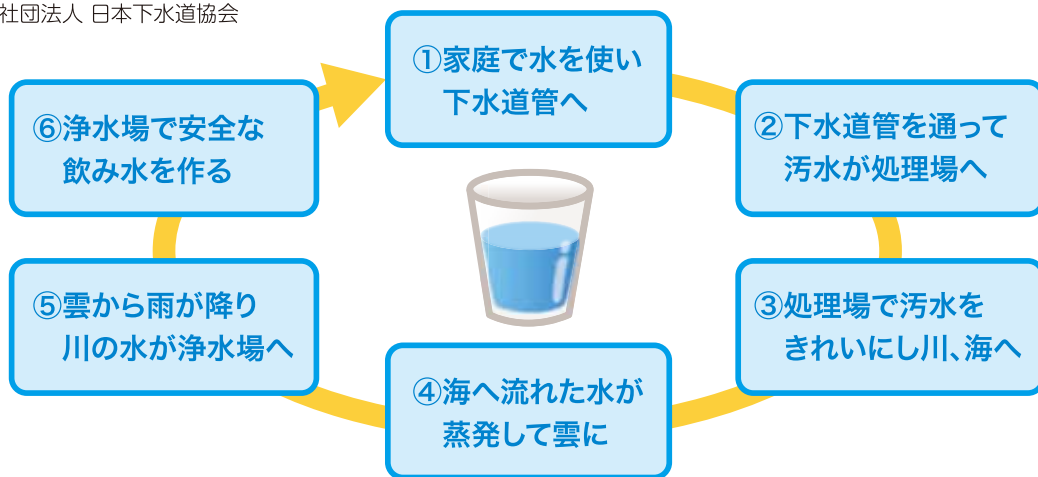 社団法人 日本下水道協会
①家庭で水を使い
下水道管へ
②下水道管を通って
汚水が処理場へ
③処理場で汚水を
きれいにし川、海へ
④海へ流れた水が
蒸発して雲に
⑤雲から雨が降り
川の水が浄水場へ
⑥浄水場で安全な
飲み水を作る